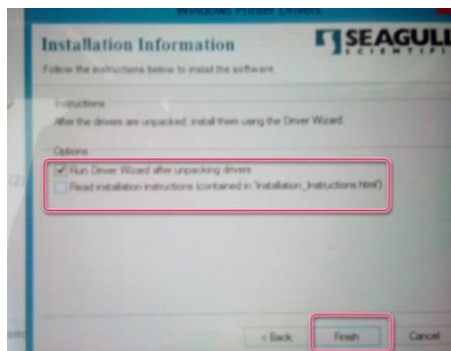 Windows Printer Drivers
Installation Information
SEAGULL
SCIENTIFI
Follow the instructions below to install the software.
Instructions
After the drivers are unpacked, install them using the Driver Wizard.
Options
Run Driver Wizard after unpacking drivers
Read installation instructions (contained in 'Installation_Instructions.html')
< Back
Finish
Cancel